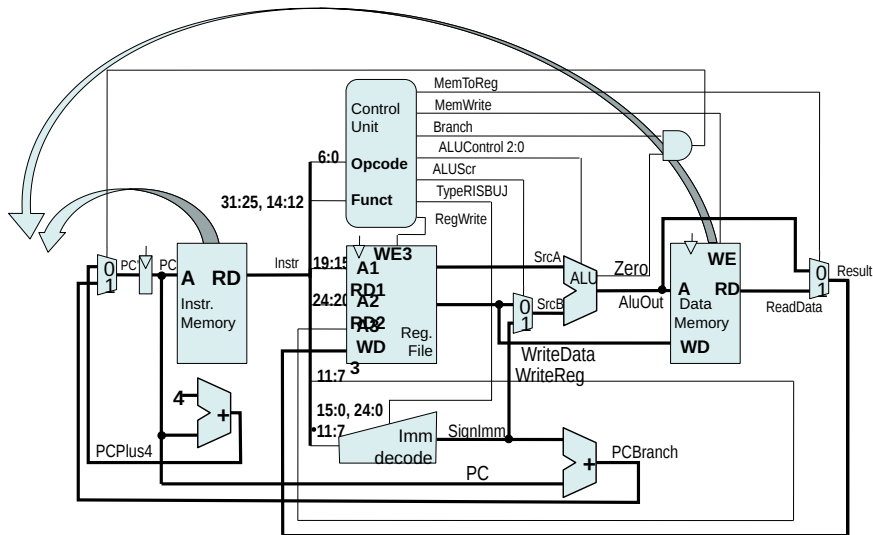 MemToReg
Control
Unit
MemWrite
Branch
ALUControl 2:0
6:0
Opcode
ALUScr
TypeRISBUJ
31:25, 14:12
Funct
RegWrite
0
1
PC'
PC
A RD
Instr.
Memory
Instr
19:15
WE3
A1
RD1
24:20
A2
RD2
A3
Reg.
File
WD
3
SrcA
0
1
SrcB
ALU
Zero
AluOut
WE
A RD
Data
Memory
WD
0
1
Result
ReadData
WriteData
WriteReg
11:7
4
+
PCPlus4
15:0, 24:0
•11:7
Imm
decode
SignImm
+
PCBranch
PC